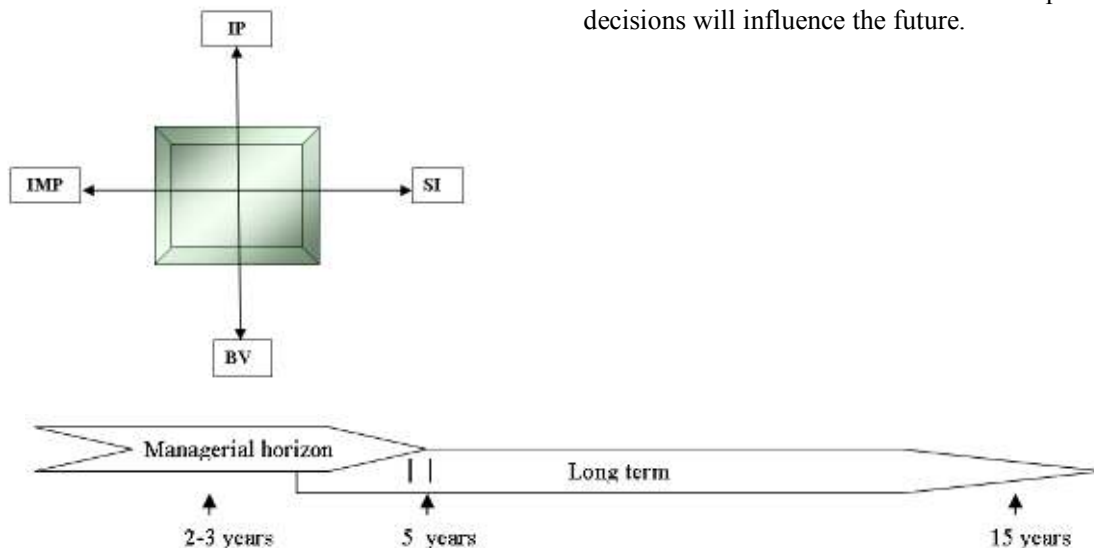 decisions will influence the future.
IP
IMP
SI
BV
Managerial horizon
Long term
2-3 years
5 years
15 years